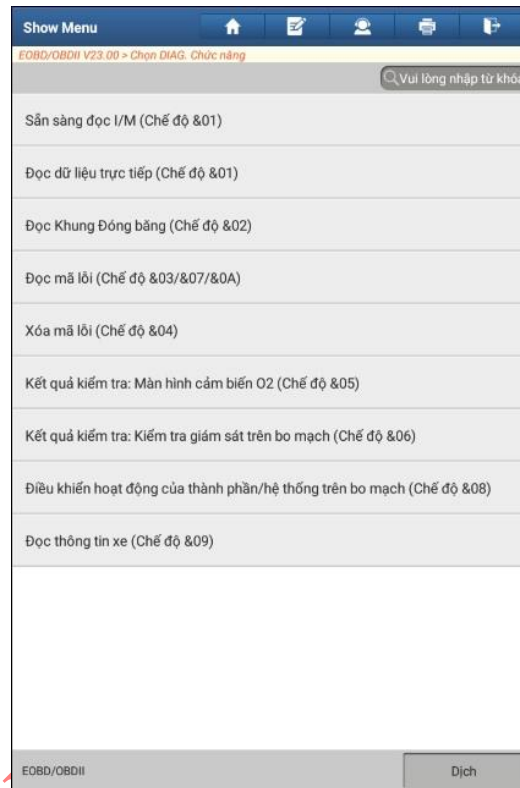 Show Menu
EOBD/OBDII V23.00 > Chọn DIAG. Chức năng
Vui lòng nhập từ khóa
Sẵn sàng đọc I/M (Chế độ &01)
Đọc dữ liệu trực tiếp (Chế độ &01)
Đọc Khung Đóng băng (Chế độ &02)
Đọc mã lỗi (Chế độ &03/&07/&0A)
Xóa mã lỗi (Chế độ &04)
Kết quả kiểm tra: Màn hình cảm biến O2 (Chế độ &05)
Kết quả kiểm tra: Kiểm tra giám sát trên bo mạch (Chế độ &06)
Điều khiển hoạt động của thành phần/hệ thống trên bo mạch (Chế độ &08)
Đọc thông tin xe (Chế độ &09)
EOBD/OBDII
Dịch